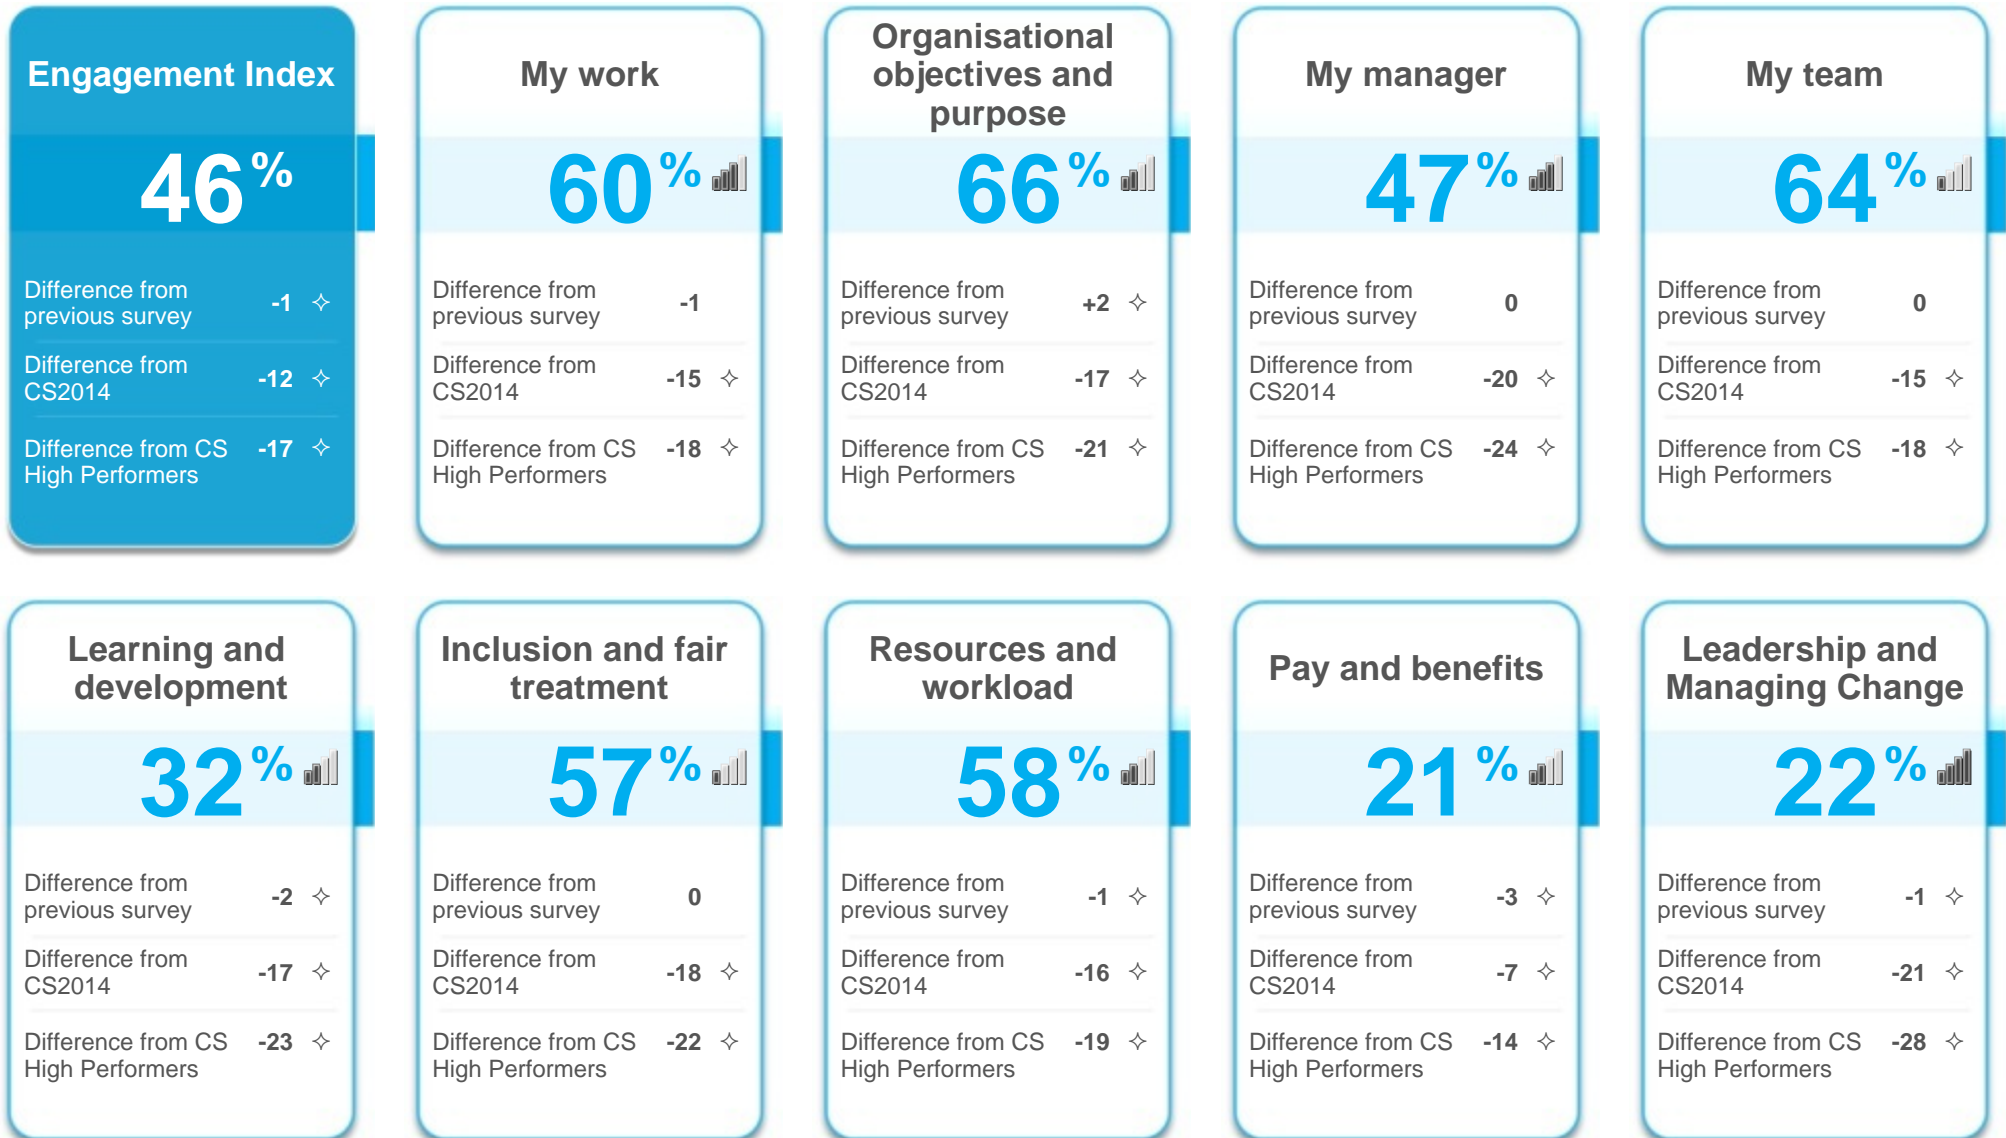 Engagement Index
46%
Difference from
previous survey
-1 ✧
Difference from
CS2014
-12 ✧
Difference from CS
High Performers
-17 ✧
My work
60%
Difference from
previous survey
-1
Difference from
CS2014
-15 ✧
Difference from CS
High Performers
-18 ✧
Organisational
objectives and
purpose
66%
Difference from
previous survey
+2 ✧
Difference from
CS2014
-17 ✧
Difference from CS
High Performers
-21 ✧
My manager
47%
Difference from
previous survey
0
Difference from
CS2014
-20 ✧
Difference from CS
High Performers
-24 ✧
My team
64%
Difference from
previous survey
0
Difference from
CS2014
-15 ✧
Difference from CS
High Performers
-18 ✧
Learning and
development
32%
Difference from
previous survey
-2 ✧
Difference from
CS2014
-17 ✧
Difference from CS
High Performers
-23 ✧
Inclusion and fair
treatment
57%
Difference from
previous survey
0
Difference from
CS2014
-18 ✧
Difference from CS
High Performers
-22 ✧
Resources and
workload
58%
Difference from
previous survey
-1 ✧
Difference from
CS2014
-16 ✧
Difference from CS
High Performers
-19 ✧
Pay and benefits
21%
Difference from
previous survey
-3 ✧
Difference from
CS2014
-7 ✧
Difference from CS
High Performers
-14 ✧
Leadership and
Managing Change
22%
Difference from
previous survey
-1 ✧
Difference from
CS2014
-21 ✧
Difference from CS
High Performers
-28 ✧